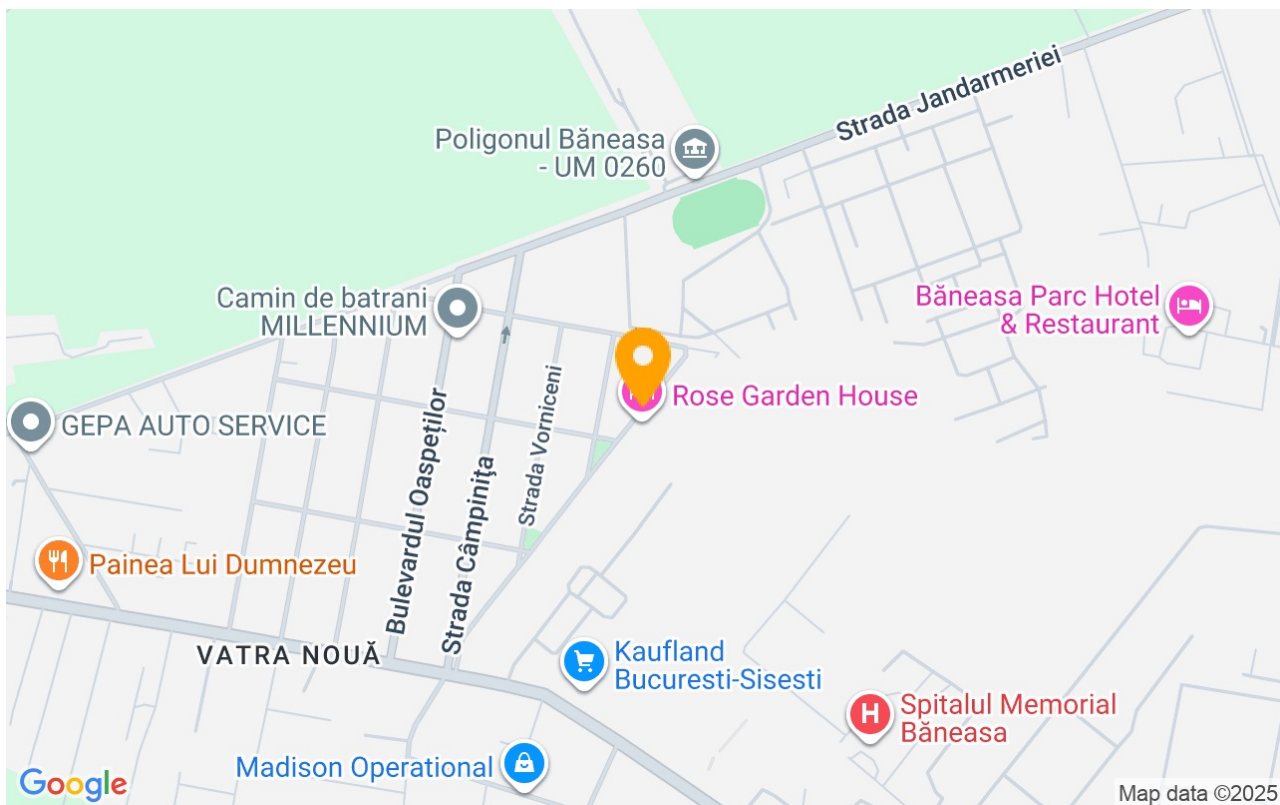 Strada Jandarmeriei
Poligonul Băneasa
- UM 0260
Camin de batrani
MILLENNIUM
Băneasa Parc Hotel
& Restaurant
Rose Garden House
GEPA AUTO SERVICE
Bulevardul Oaspeților
Strada Câmpinița
Strada Vorniceni
Painea Lui Dumnezeu
VATRA NOUĂ
Kaufland
Bucuresti-Sisesti
H
Spitalul Memorial
Băneasa
Madison Operational
Google
Map data ©2025